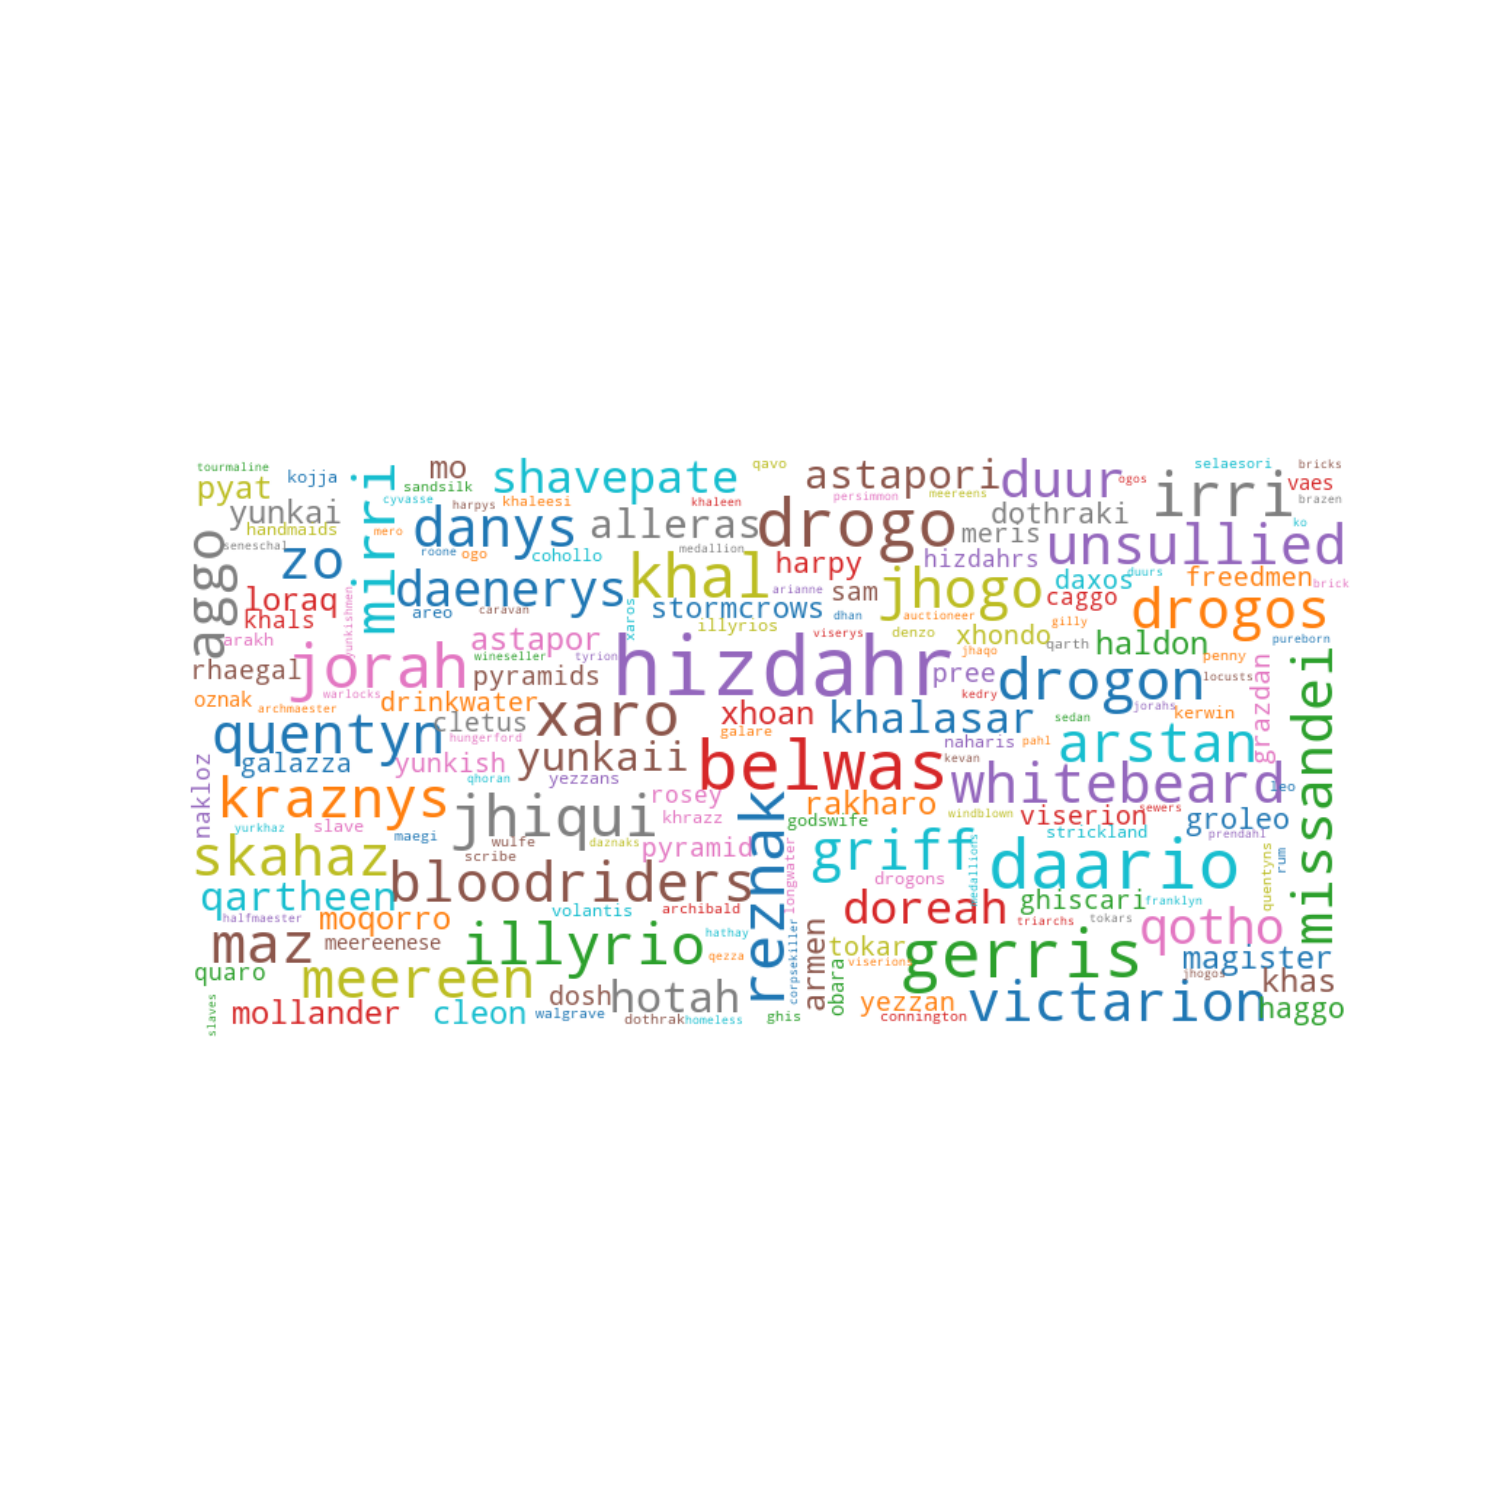 tourmaline
kojja
mo
shavepate
qavo
astapori
duur
ogos
selaesori
bricks
pyat
mirri
sandsilk
persimmon
meereens
irri
vaes
brazen
yunkai
cyvasse
harpys
khaleesi
khaleen
drogo
dothraki
ko
handmaids
mero
danys
alleras
meris
unsullied
aggo
seneschal
zo
roone
ogo
cohollo
medallion
harpy
hizdahrs
daxos
duurs
freedmen
brick
daenerys
khal
arianne
sam
jhogo
caggo
drogos
loraq
khals
areo
caravan
xaros
stormcrows
dhan
auctioneer
gilly
arakh
yunkishmen
astapor
illyrios
viserys
denzo
xhondo
qarth
haldon
pureborn
rhaegal
jorah
wineseller
tyrion
hizdahr
jhaqo
penny
pyramids
pree
drogon
locusts
missandei
oznak
warlocks
drinkwater
kedry
jorahs
grazdan
archmaester
cletus
xaro
xhoan
khalasar
sedan
kerwin
quentyn
hungerford
galare
naharis
pahl
arstan
galazza
yunkish
yunkaii
belwas
kevan
nakloz
qhoran
yezzans
whitebeard
leo
kraznys
jhiqui
rosey
reznak
rakharo
windblown
viserion
sewers
groleo
yurkhaz
slave
maegi
khrazz
godswife
strickland
prendahl
skahaz
wulfe
daznaks
pyramid
longwater
griff
medallions
daario
quentyns
rum
scribe
bloodriders
drogons
qartheen
volantis
archibald
doreah
ghiscari
franklyn
halfmaester
moqorro
triarchs
tokars
qotho
maz
meereenese
illyrio
hathay
corpsekiller
armen
tokar
gerris
magister
quaro
meereen
qezza
obara
viserions
jhogos
khas
slaves
dosh
hotah
yezzan
victarion
haggo
mollander
cleon
walgrave
dothrak
homeless
ghis
connington